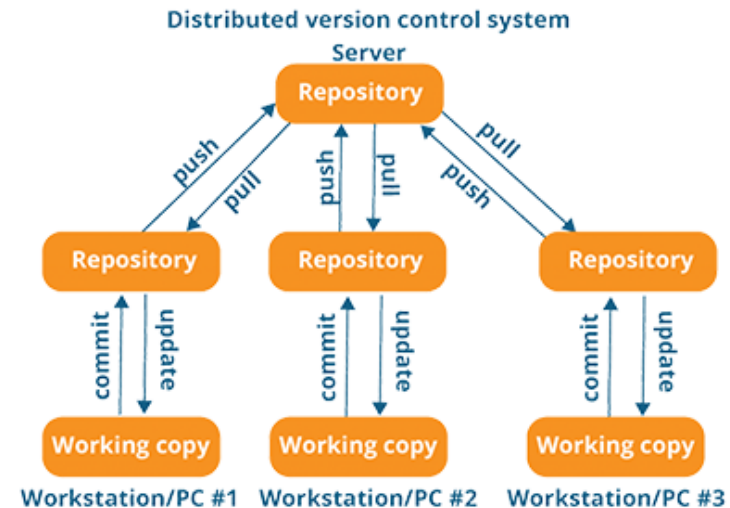 Distributed version control system
Server
Repository
push
pull
push
pull
pull
push
Repository
Repository
Repository
commit
update
commit
update
commit
update
Working copy
Working copy
Working copy
Workstation/PC #1
Workstation/PC #2
Workstation/PC #3